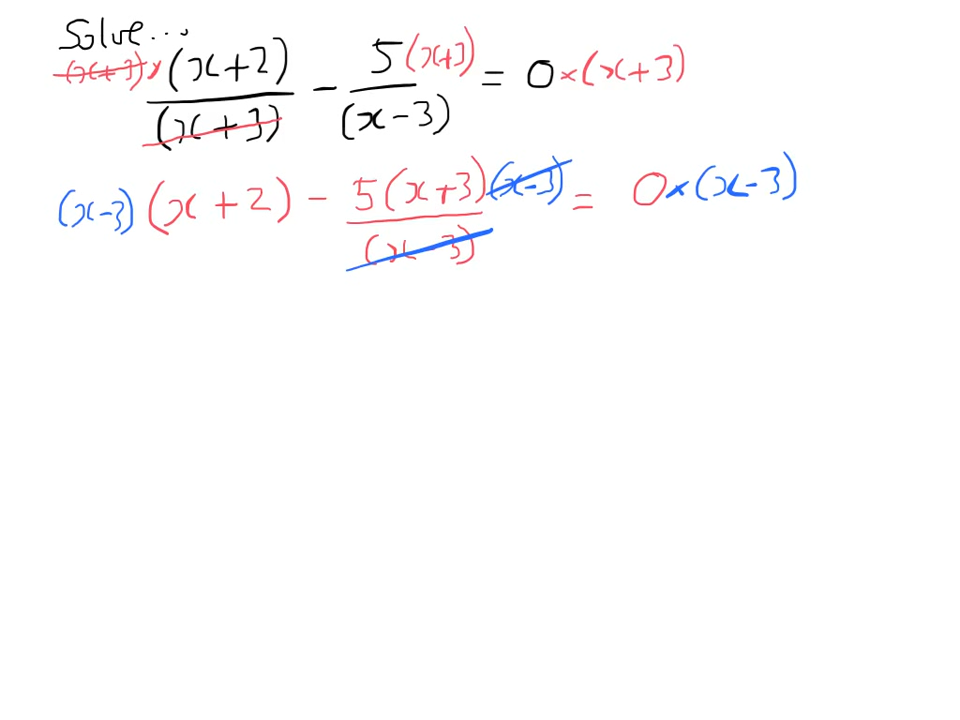 Solve...
(x+3)× (x+2)/(x+3) - 5(x+3)/(x-3) = 0×(x+3)
(x-3)(x+2) - 5(x+3)(x-3)/(x-3) = 0×(x-3)